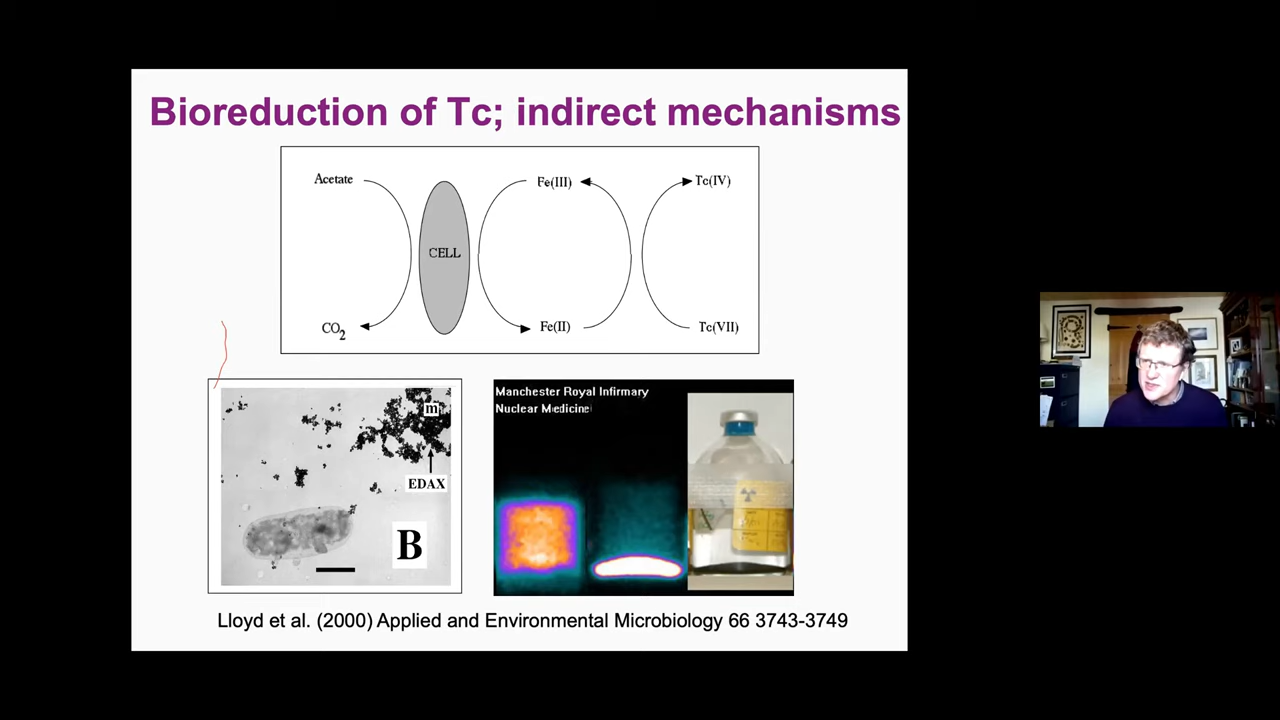 Bioreduction of Tc; indirect mechanisms
Acetate
Fe(III)
Tc(IV)
CELL
CO2
Fe(II)
Tc(VII)
m
EDAX
B
Manchester Royal Infirmary
Nuclear Medicine
Lloyd et al. (2000) Applied and Environmental Microbiology 66 3743-3749